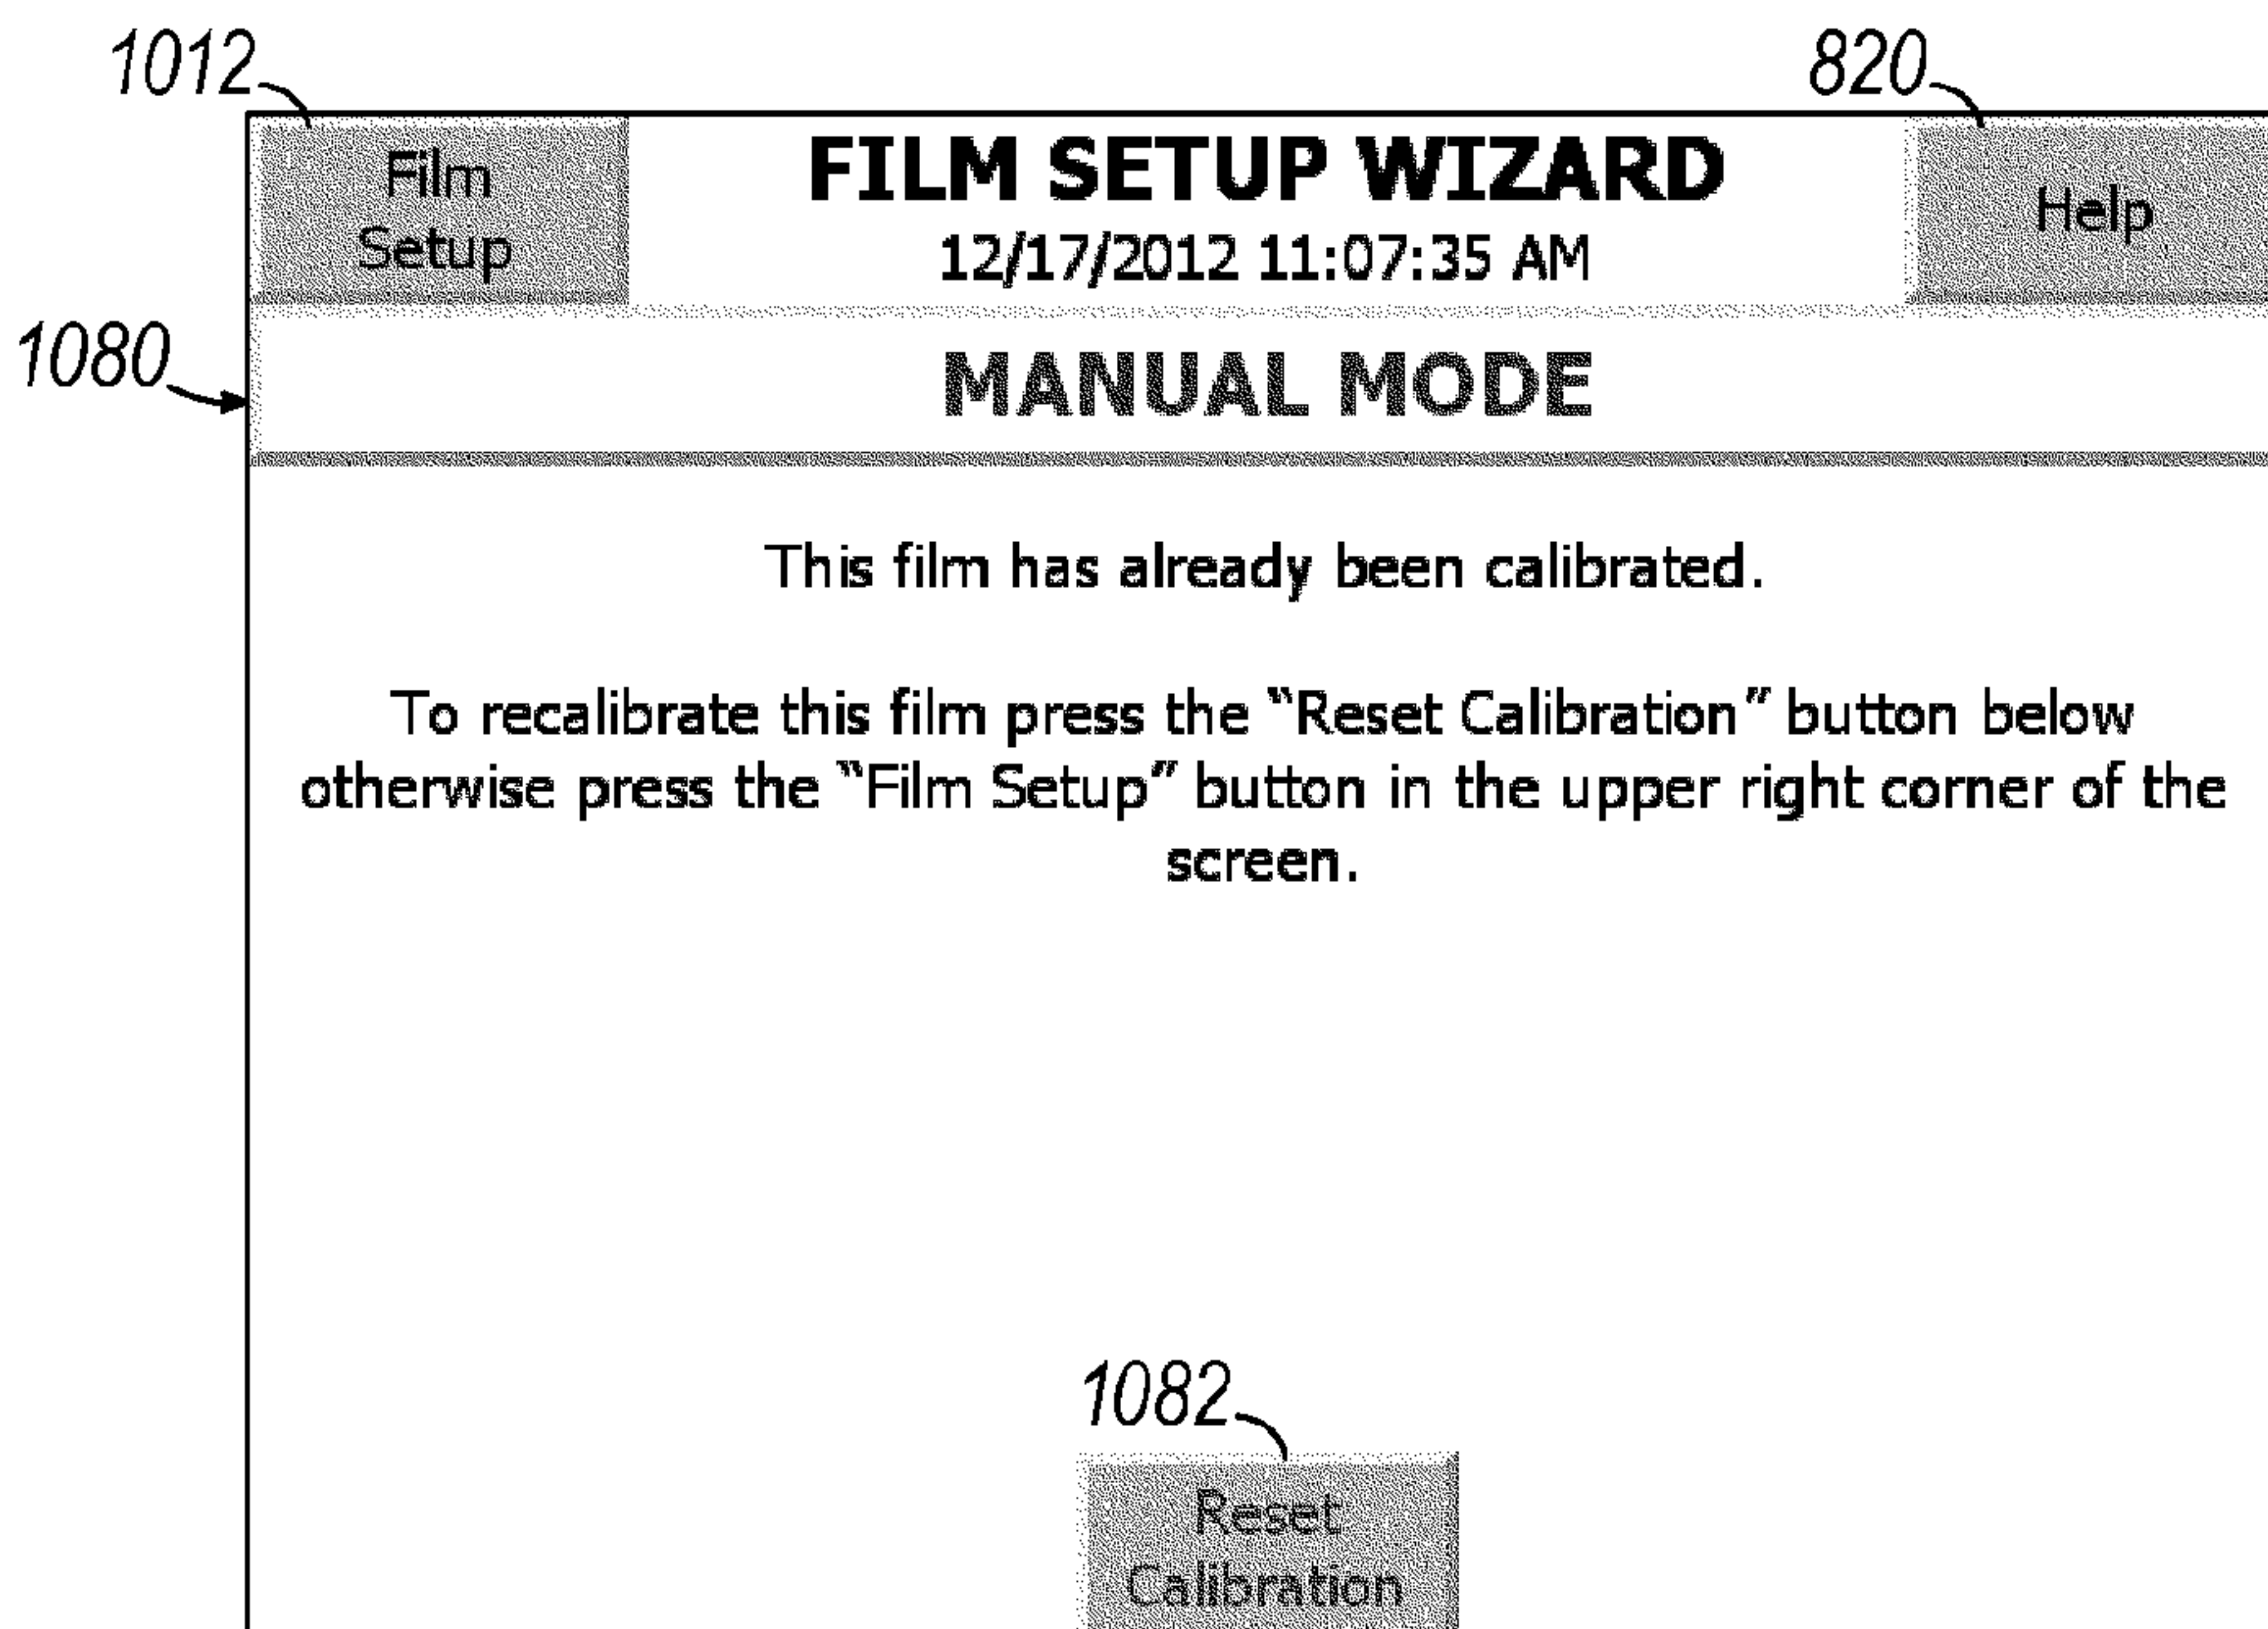 1012
820
Film
Setup
FILM SETUP WIZARD
12/17/2012 11:07:35 AM
Help
1080
MANUAL MODE
This film has already been calibrated.
To recalibrate this film press the “Reset Calibration” button below
otherwise press the “Film Setup” button in the upper right corner of the
screen.
1082
Reset
Calibration